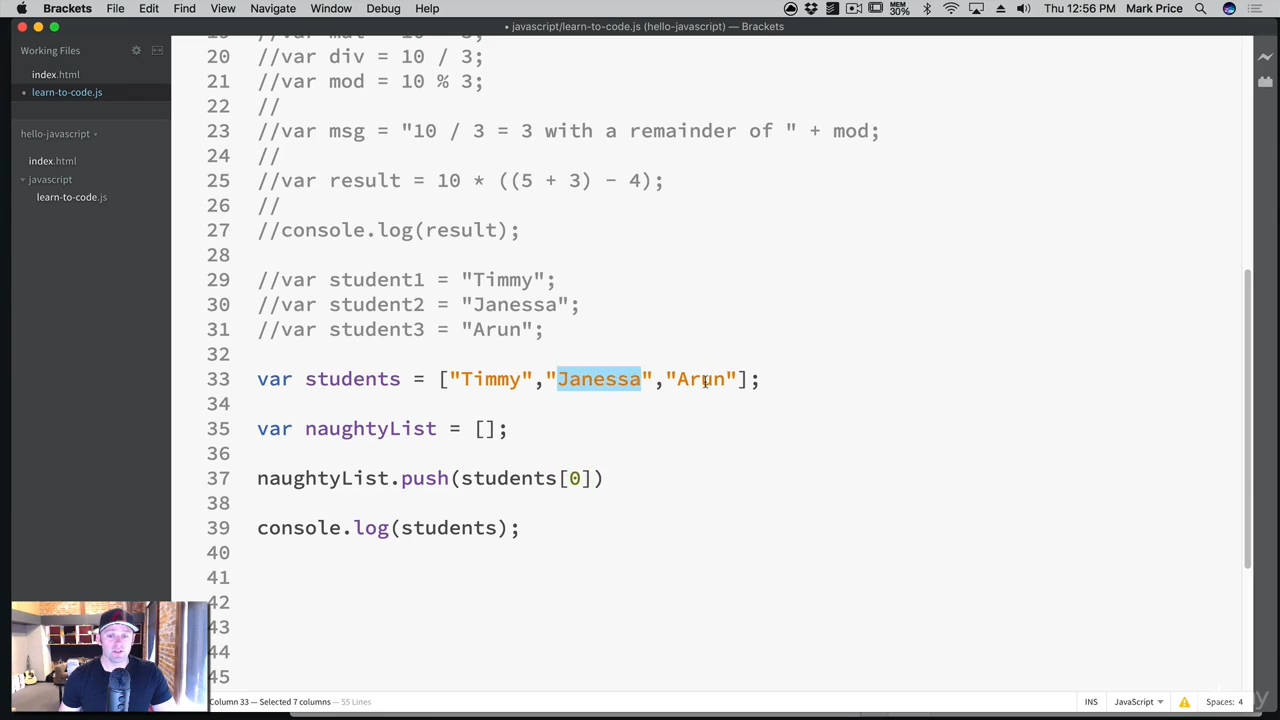 Brackets File Edit View Navigate Window Debug Help MEM 30% Thu 12:56 PM Mark Price
• javascript/learn-to-code.js (hello-javascript) — Brackets
Working Files
index.html
• learn-to-code.js
hello-javascript
index.html
javascript
learn-to-code.js
20 //var div = 10 / 3;
21 //var mod = 10 % 3;
22 //
23 //var msg = "10 / 3 = 3 with a remainder of " + mod;
24 //
25 //var result = 10 * ((5 + 3) - 4);
26 //
27 //console.log(result);
28
29 //var student1 = "Timmy";
30 //var student2 = "Janessa";
31 //var student3 = "Arun";
32
33 var students = ["Timmy","Janessa","Arun"];
34
35 var naughtyList = [];
36
37 naughtyList.push(students[0])
38
39 console.log(students);
40
41
42
43
44
45
Column 33 — Selected 7 columns — 55 Lines INS JavaScript Spaces: 4